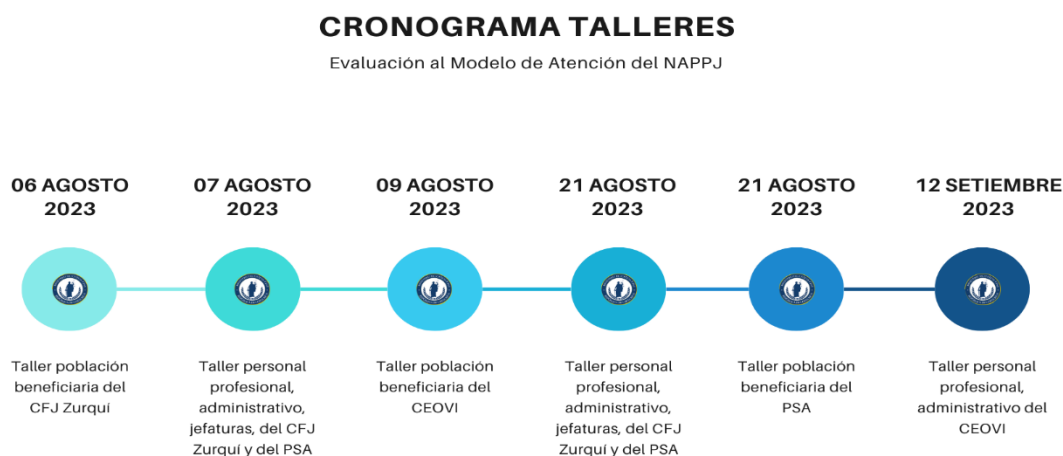 CRONOGRAMA TALLERES
Evaluación al Modelo de Atención del NAPPJ
06 AGOSTO
2023
07 AGOSTO
2023
09 AGOSTO
2023
21 AGOSTO
2023
21 AGOSTO
2023
12 SETIEMBRE
2023
Taller población
beneficiaria del
CFJ Zurquí
Taller personal
profesional,
administrativo,
jefaturas, del CFJ
Zurquí y del PSA
Taller población
beneficiaria del
CEOVI
Taller personal
profesional,
administrativo,
jefaturas, del CFJ
Zurquí y del PSA
Taller población
beneficiaria del
PSA
Taller personal
profesional,
administrativo del
CEOVI